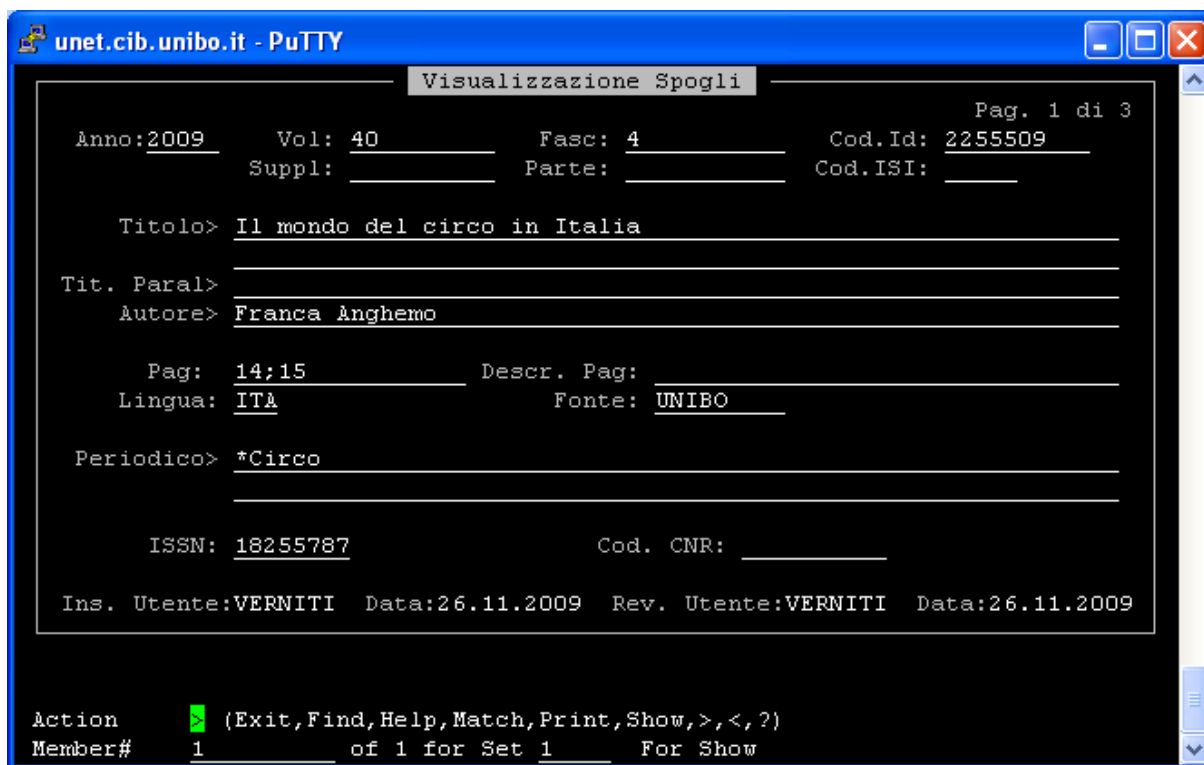 unet.cib.unibo.it - PuTTY
Visualizzazione Spogli
Pag. 1 di 3
Anno:2009 Vol: 40 Fasc: 4 Cod.Id: 2255509
Suppl: Parte: Cod.ISI:
Titolo> Il mondo del circo in Italia
Tit. Paral>
Autore> Franca Anghemo
Pag: 14;15 Descr. Pag:
Lingua: ITA Fonte: UNIBO
Periodico> *Circo
ISSN: 18255787 Cod. CNR:
Ins. Utente:VERNITI Data:26.11.2009 Rev. Utente:VERNITI Data:26.11.2009
Action > (Exit,Find,Help,Match,Print,Show,>,<,?)
Member# 1 of 1 for Set 1 For Show